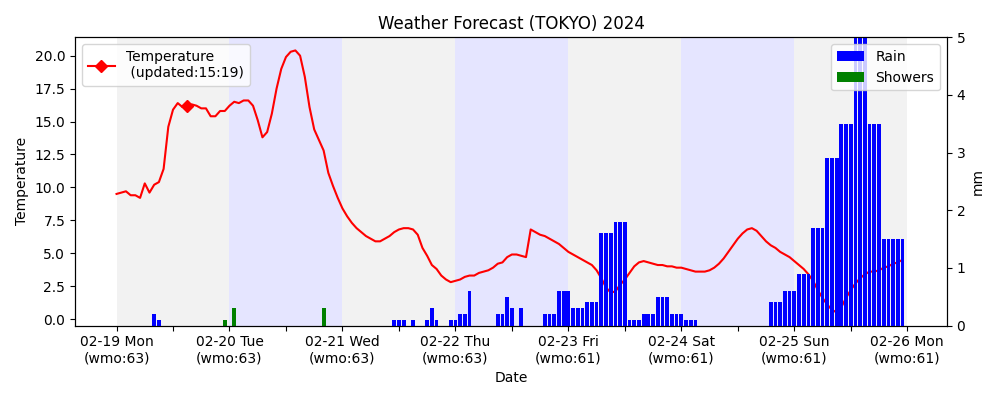 Weather Forecast (TOKYO) 2024
Temperature
(updated:15:19)
Rain
Showers
Temperature
20.0
17.5
15.0
12.5
10.0
7.5
5.0
2.5
0.0
5
4
3
2
1
0
mm
02-19 Mon
(wmo:63)
02-20 Tue
(wmo:63)
02-21 Wed
(wmo:63)
02-22 Thu
(wmo:63)
02-23 Fri
(wmo:61)
02-24 Sat
(wmo:61)
02-25 Sun
(wmo:61)
02-26 Mon
(wmo:61)
Date